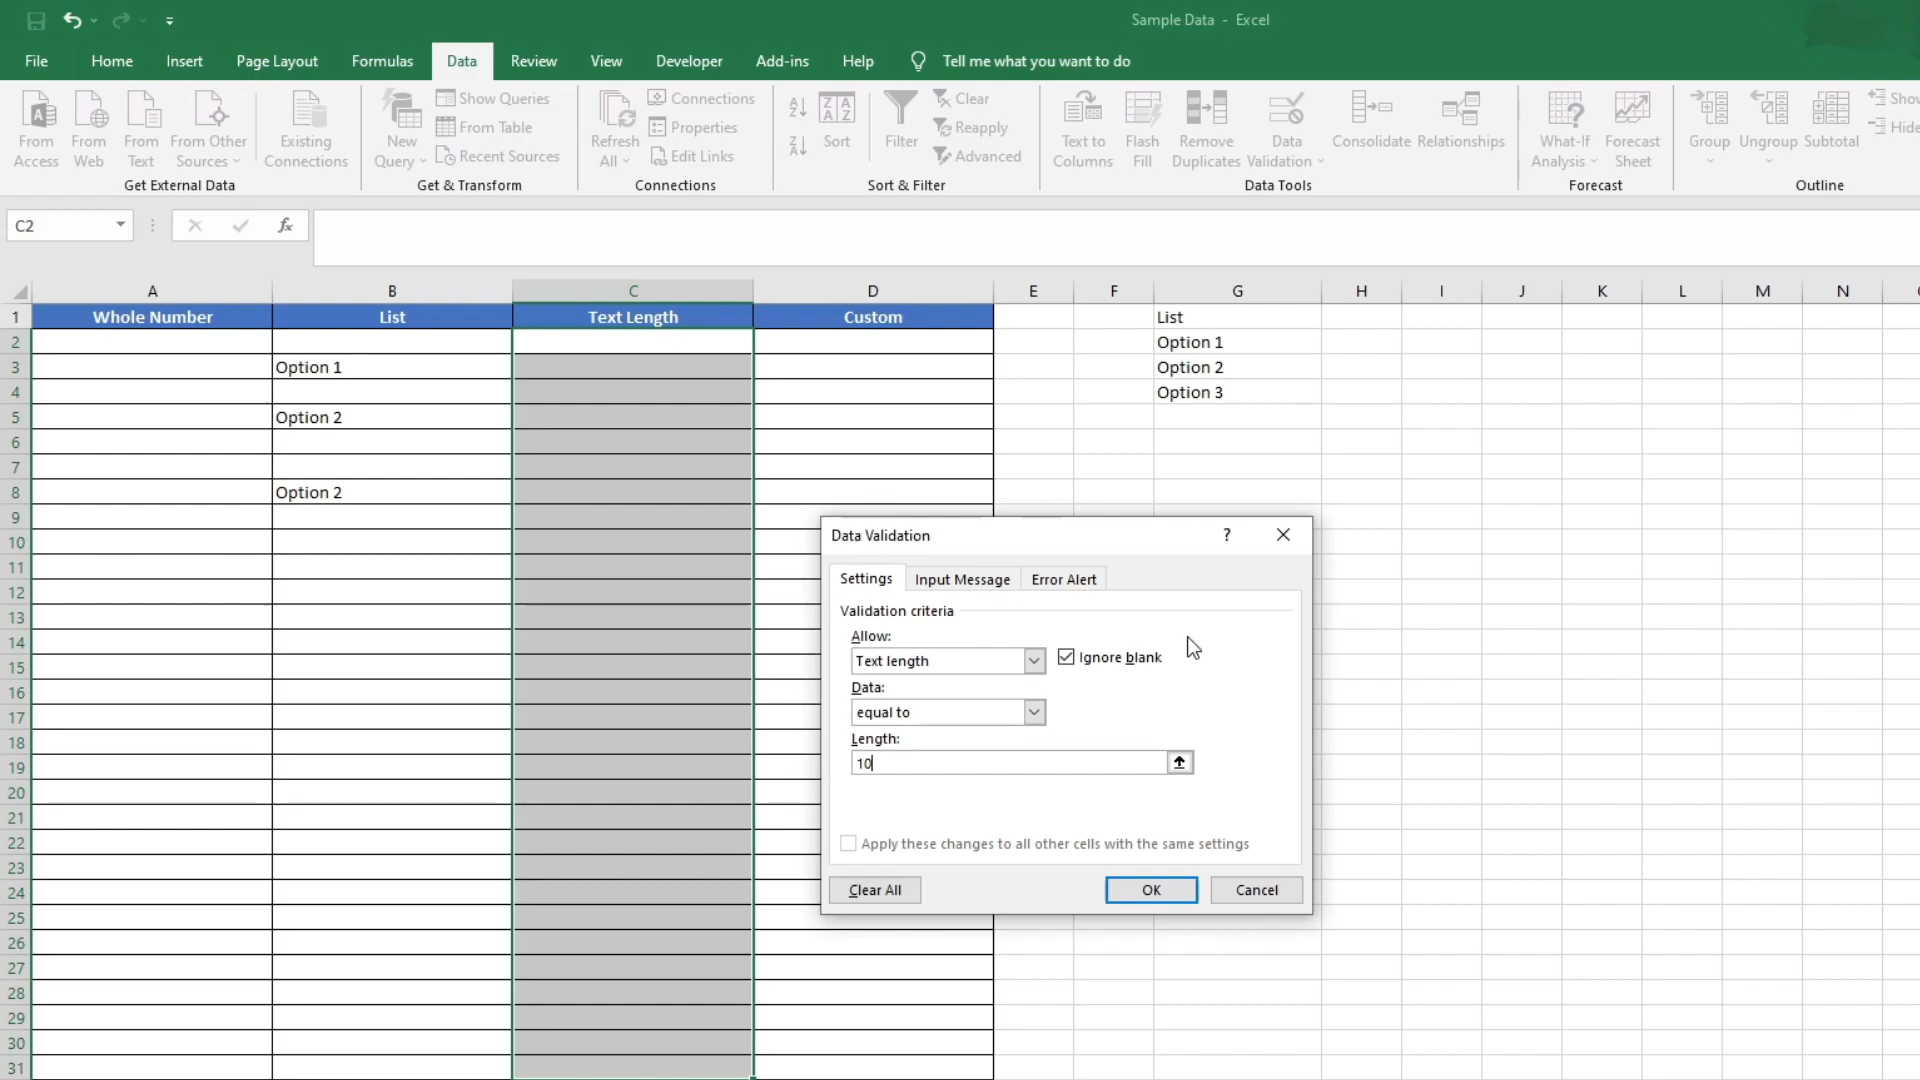 Sample Data - Excel
File Home Insert Page Layout Formulas Data Review View Developer Add-ins Help Tell me what you want to do
From Access
From Web
From Text
From Other Sources
Existing Connections
Get External Data
New Query
Show Queries
From Table
Recent Sources
Get & Transform
Refresh All
Connections
Properties
Edit Links
Connections
Sort
Filter
Clear
Reapply
Advanced
Sort & Filter
Text to Columns
Flash Fill
Remove Duplicates
Data Validation
Consolidate
Relationships
Data Tools
What-If Analysis
Forecast Sheet
Forecast
Group
Ungroup
Subtotal
Show
Hide
Outline
C2
fx
A B C D E F G H I J K L M N
1 Whole Number List Text Length Custom List
2 Option 1
3 Option 1 Option 2
4 Option 3
5 Option 2
6
7
8 Option 2
9
10
11
12
13
14
15
16
17
18
19
20
21
22
23
24
25
26
27
28
29
30
31
Data Validation ?
Settings Input Message Error Alert
Validation criteria
Allow:
Text length Ignore blank
Data:
equal to
Length:
10
Apply these changes to all other cells with the same settings
Clear All OK Cancel